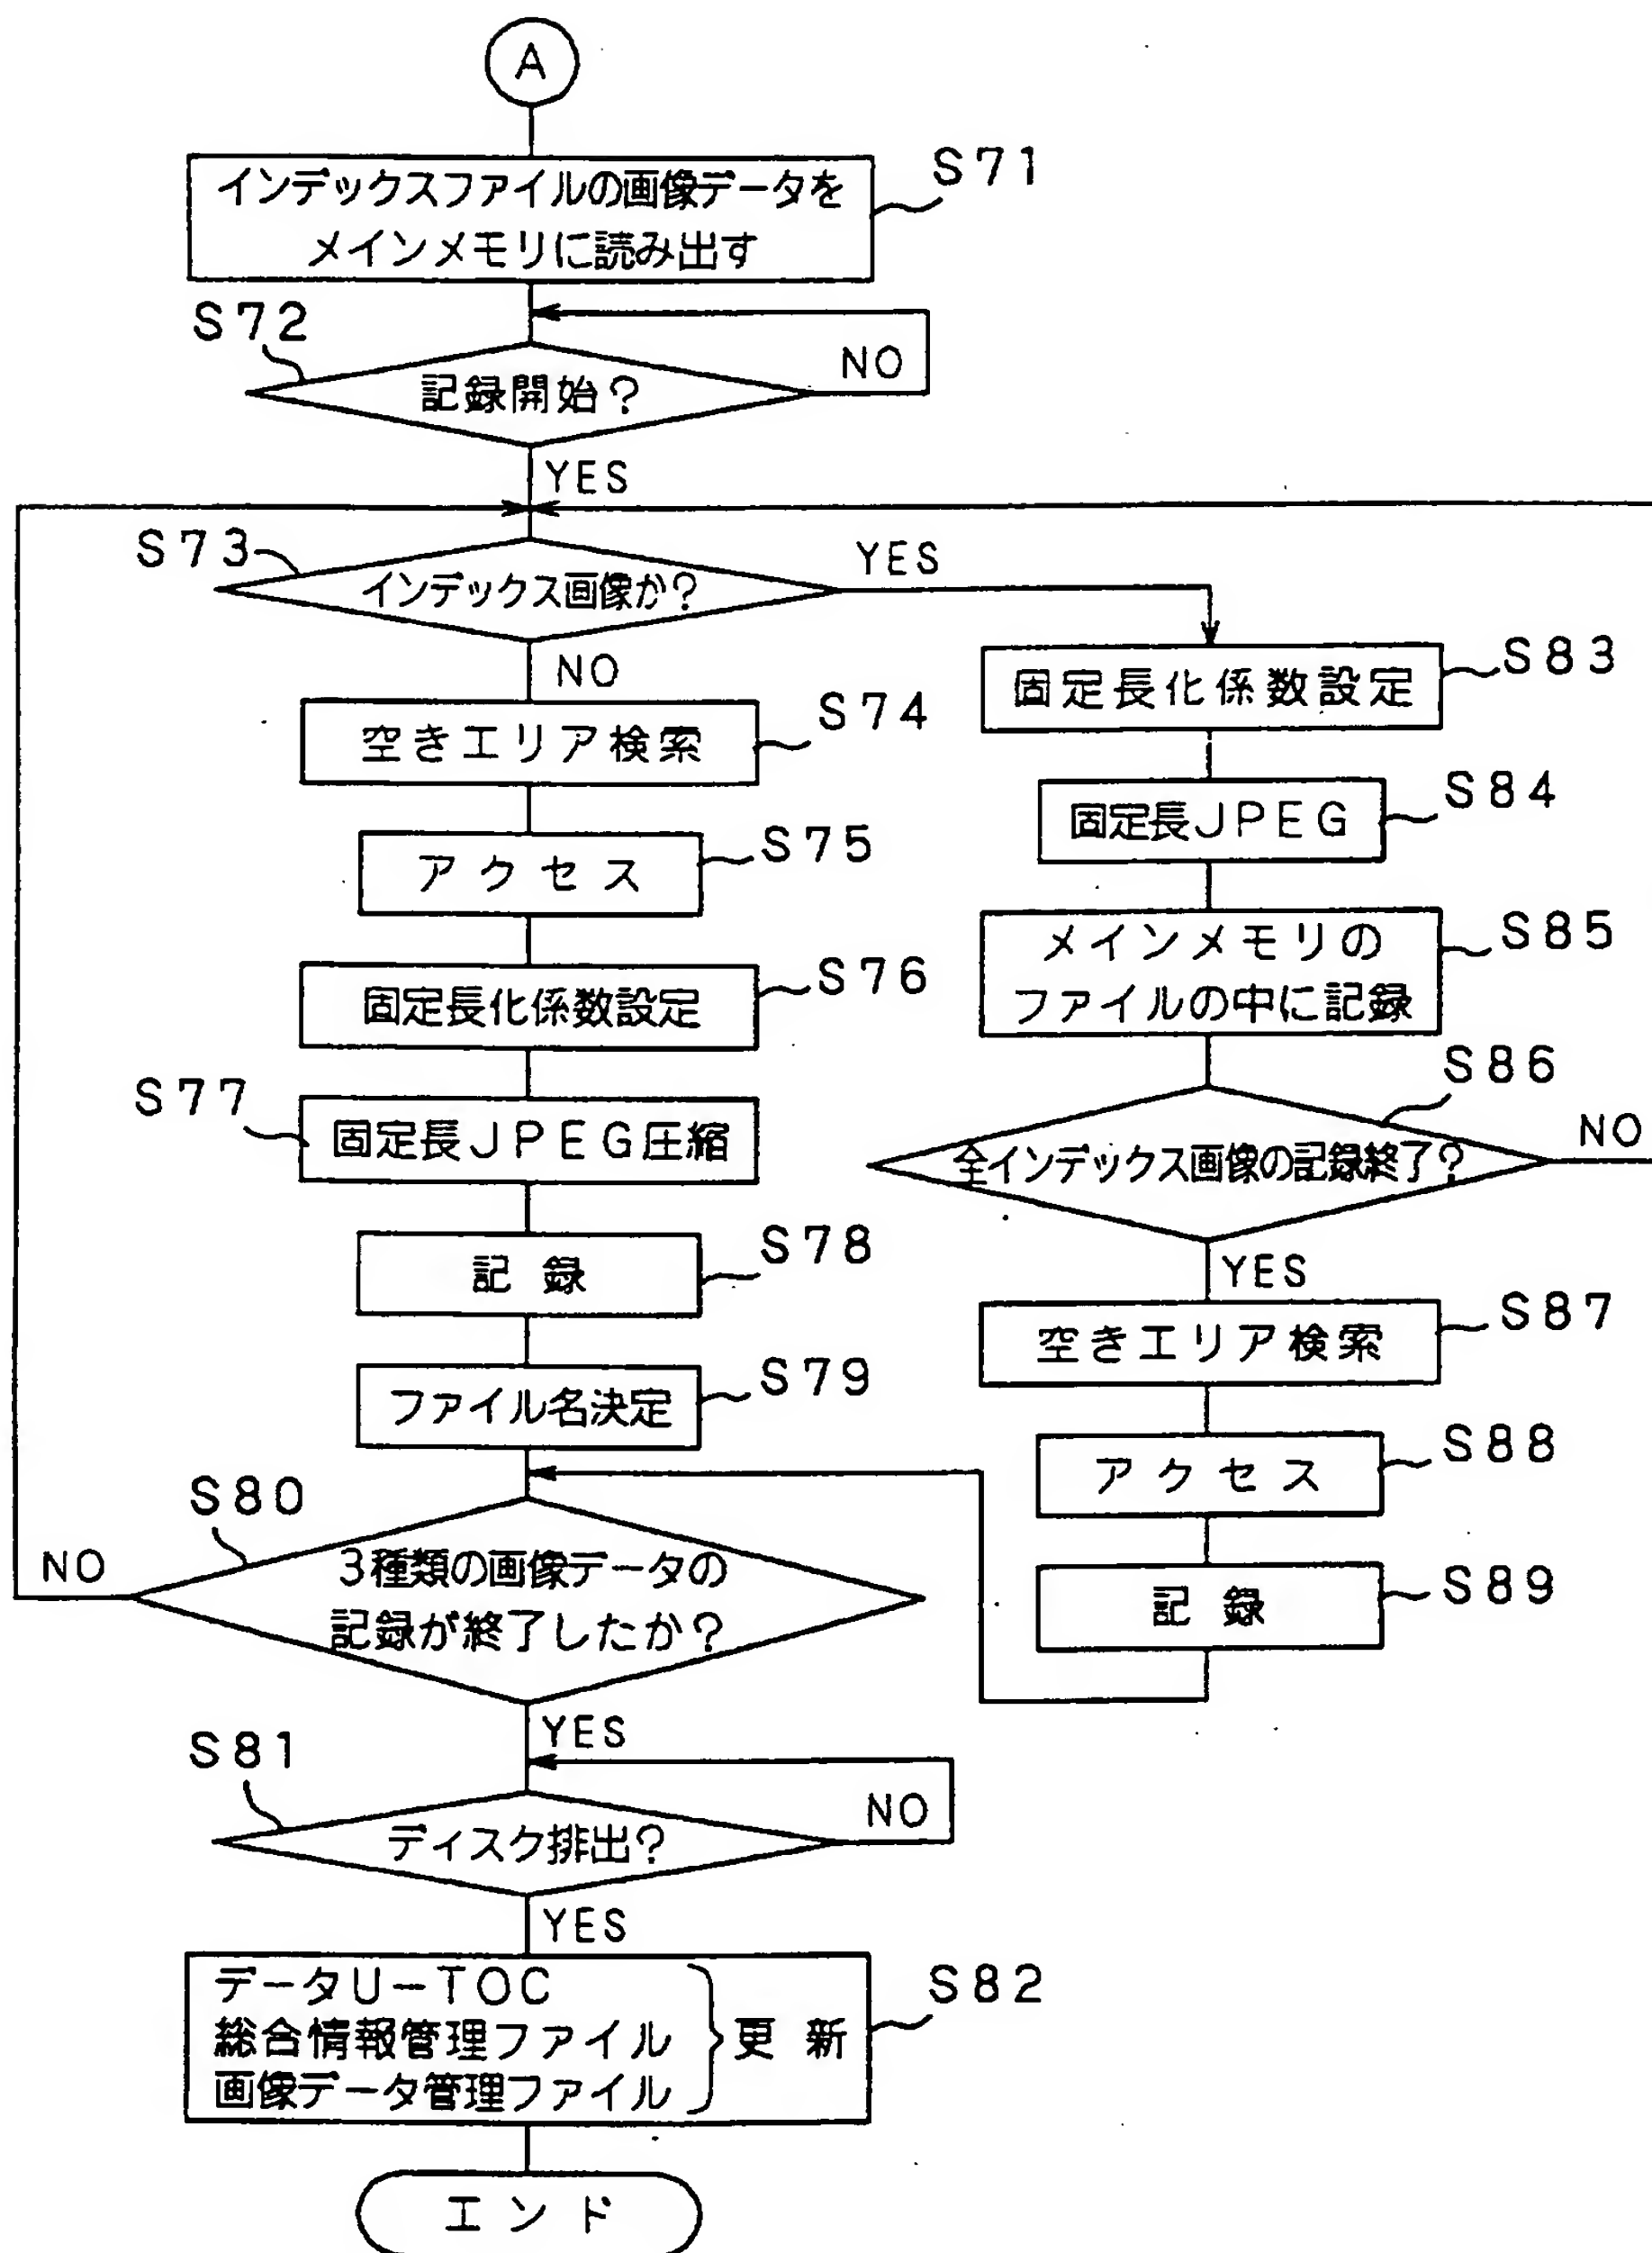 A
インデックスファイルの画像データを
メインメモリに読み出す
S71
S72
記録開始?
NO
YES
S73
インデックス画像か?
YES
NO
空きエリア検索
S74
アクセス
S75
固定長化係数設定
S76
S77
固定長JPEG圧縮
記録
S78
ファイル名決定
S79
S80
3種類の画像データの
記録が終了したか?
NO
YES
S81
ディスク排出?
NO
YES
データU-TOC
総合情報管理ファイル
画像データ管理ファイル
更新
S82
エンド
固定長化係数設定
S83
固定長JPEG
S84
メインメモリの
ファイルの中に記録
S85
S86
全インデックス画像の記録終了?
NO
YES
空きエリア検索
S87
アクセス
S88
記録
S89